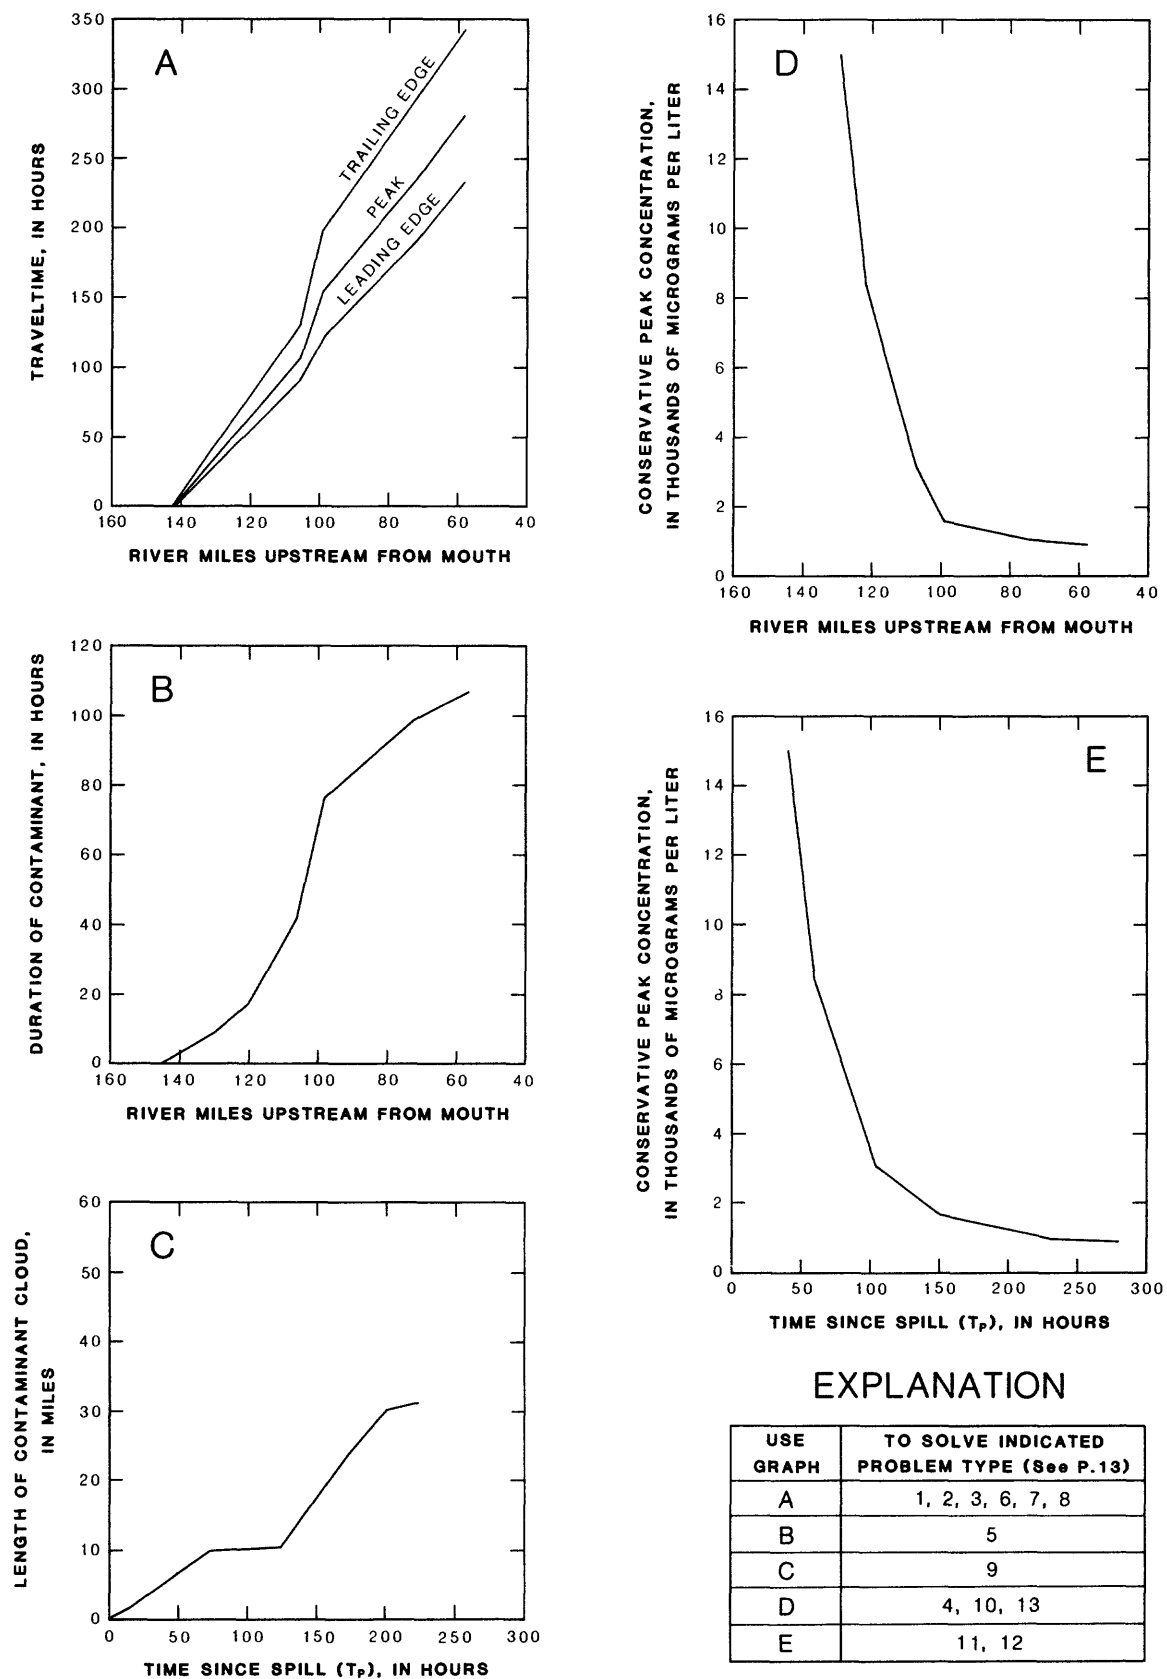 A
TRAVELTIME, IN HOURS
350
300
250
200
150
100
50
0
TRAILING EDGE
PEAK
LEADING EDGE
160 140 120 100 80 60 40
RIVER MILES UPSTREAM FROM MOUTH
B
DURATION OF CONTAMINANT, IN HOURS
120
100
80
60
40
20
0
160 140 120 100 80 60 40
RIVER MILES UPSTREAM FROM MOUTH
C
LENGTH OF CONTAMINANT CLOUD,
IN MILES
60
50
40
30
20
10
0
0 50 100 150 200 250 300
TIME SINCE SPILL (Tp), IN HOURS
D
CONSERVATIVE PEAK CONCENTRATION,
IN THOUSANDS OF MICROGRAMS PER LITER
16
14
12
10
8
6
4
2
0
160 140 120 100 80 60 40
RIVER MILES UPSTREAM FROM MOUTH
E
CONSERVATIVE PEAK CONCENTRATION,
IN THOUSANDS OF MICROGRAMS PER LITER
16
14
12
10
8
6
4
2
0
0 50 100 150 200 250 300
TIME SINCE SPILL (Tp), IN HOURS
EXPLANATION
USE GRAPH
TO SOLVE INDICATED PROBLEM TYPE (See P.13)
A 1, 2, 3, 6, 7, 8
B 5
C 9
D 4, 10, 13
E 11, 12